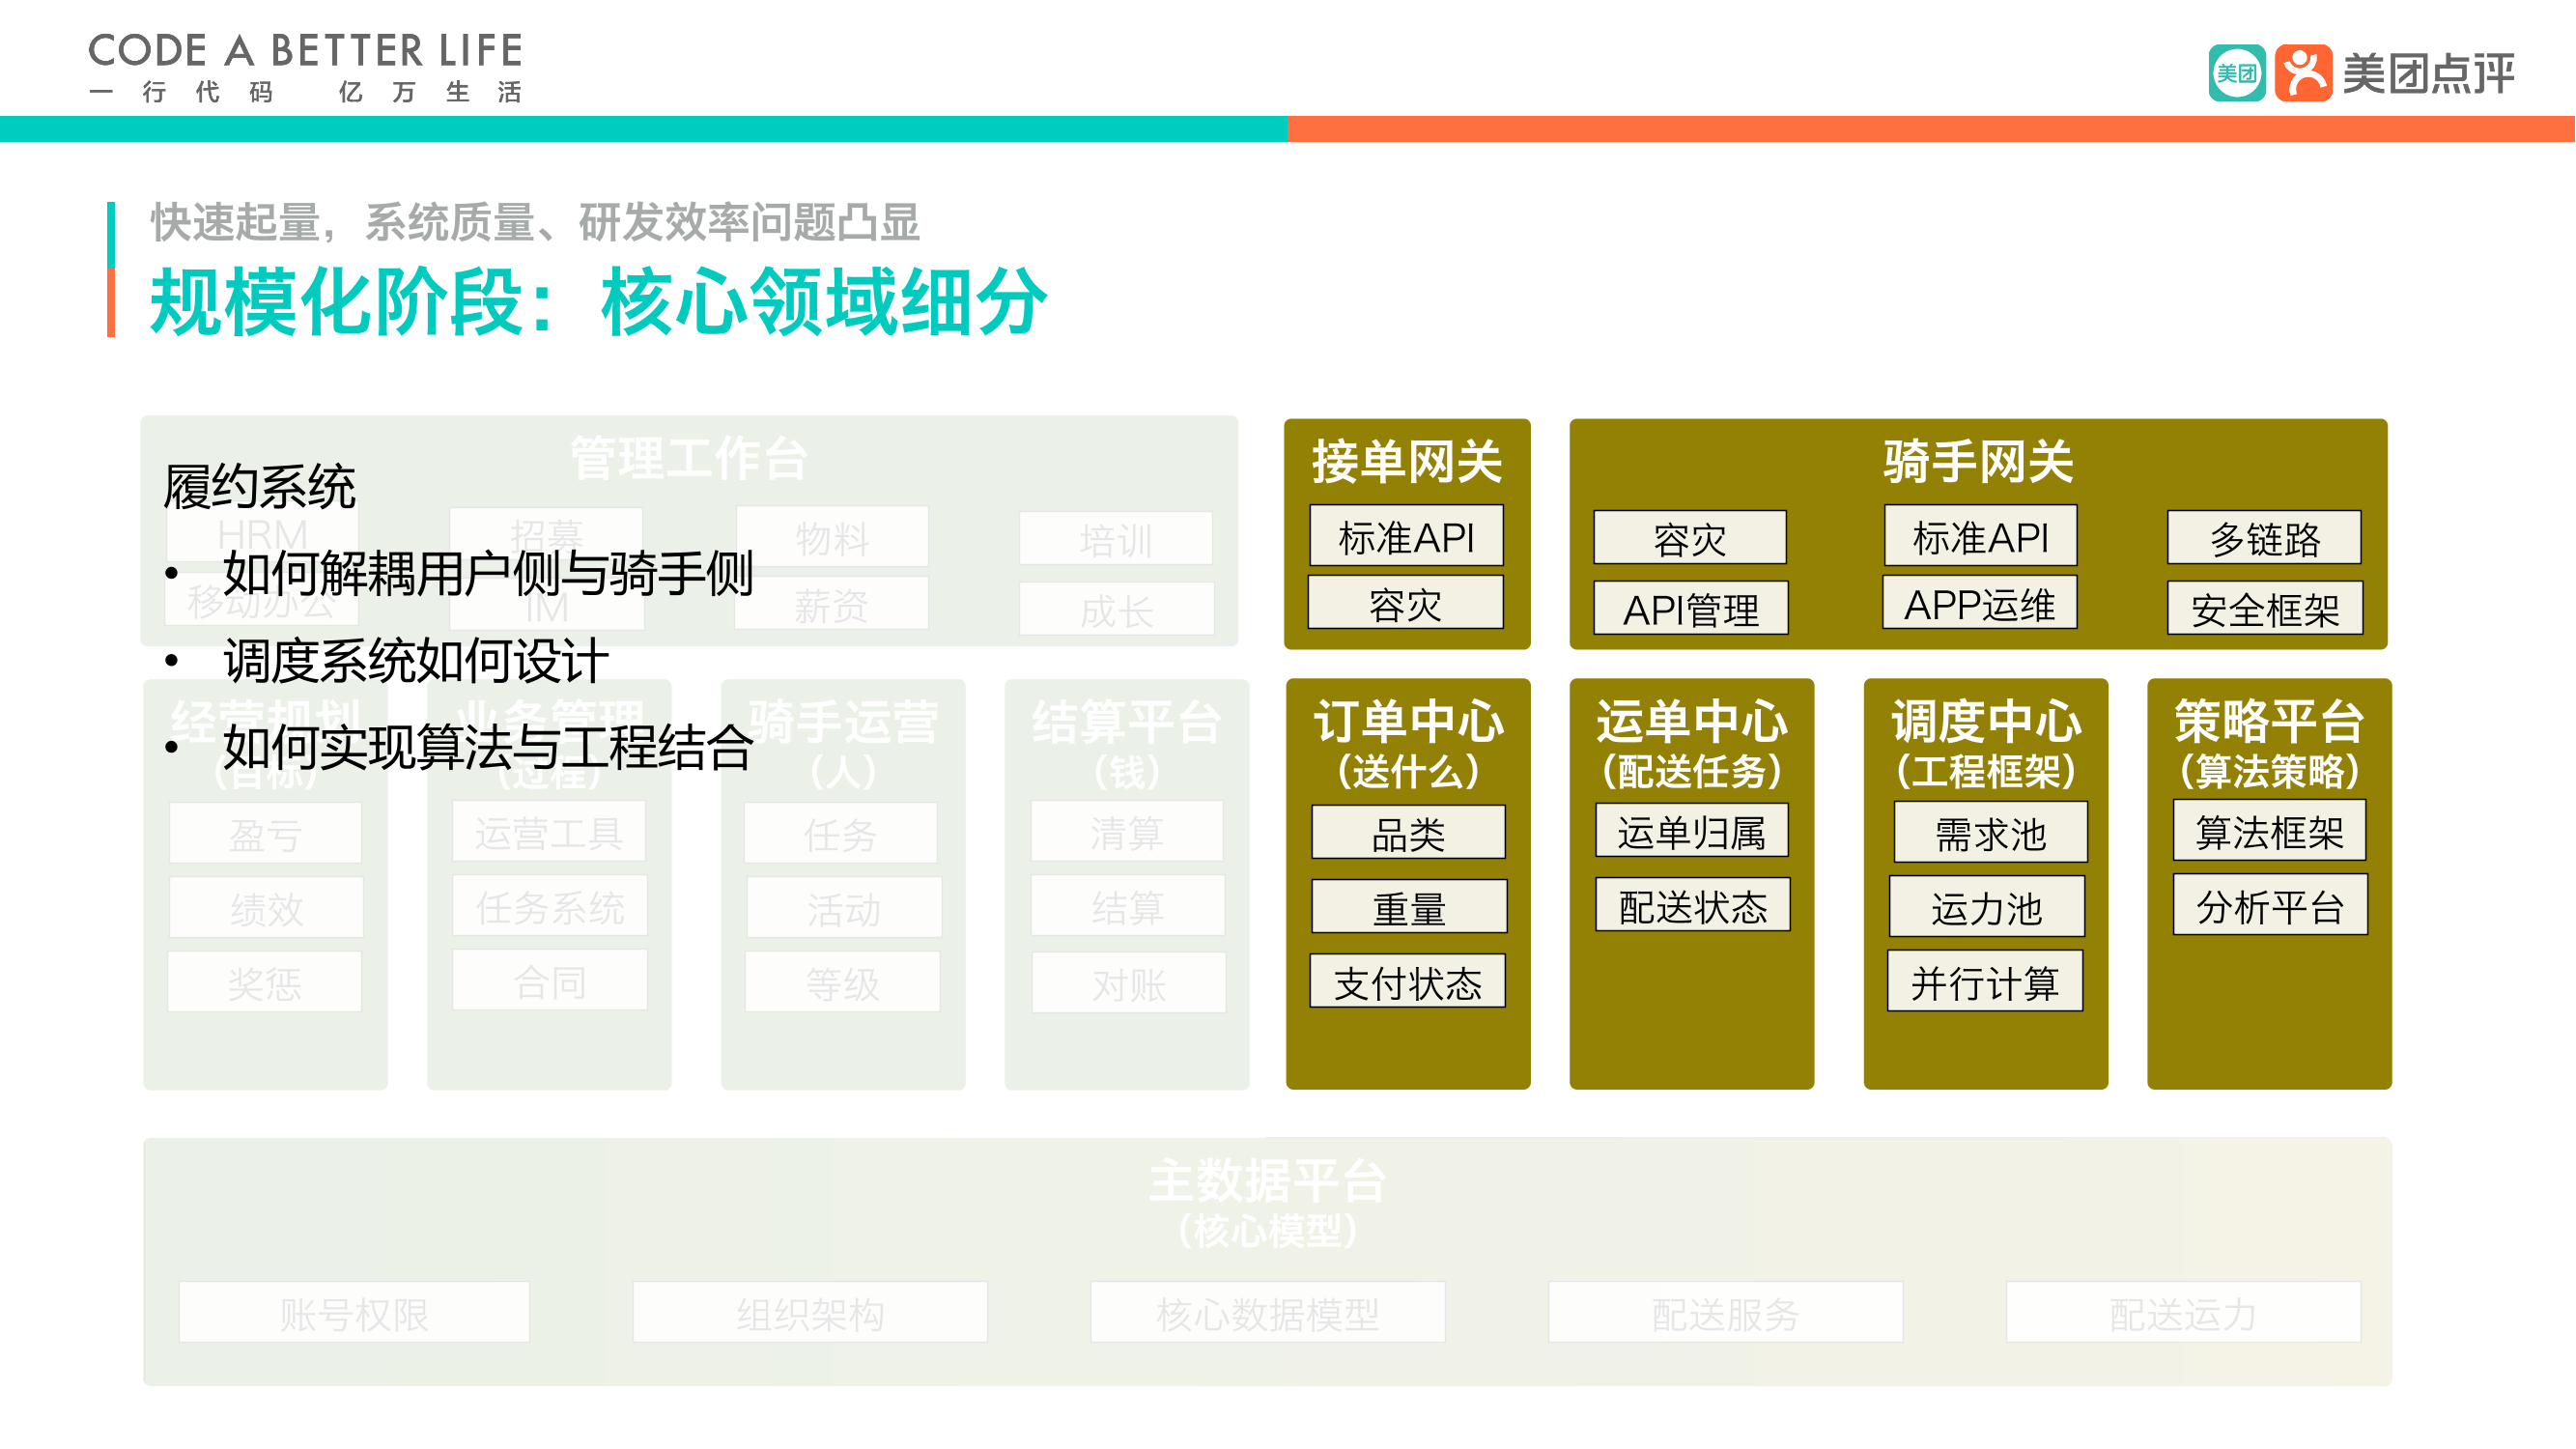 CODE A BETTER LIFE
一行代码 亿万生活
美团 美团点评
快速起量，系统质量、研发效率问题凸显
规模化阶段：核心领域细分
管理工作台
HRM
招募
物料
培训
移动办公
IM
薪资
成长
履约系统
• 如何解耦用户侧与骑手侧
• 调度系统如何设计
• 如何实现算法与工程结合
接单网关
标准API
容灾
骑手网关
容灾
标准API
多链路
API管理
APP运维
安全框架
经营规划
（目标）
盈亏
绩效
奖惩
业务管理
（过程）
运营工具
任务系统
合同
骑手运营
（人）
任务
活动
等级
结算平台
（钱）
清算
结算
对账
订单中心
（送什么）
品类
重量
支付状态
运单中心
（配送任务）
运单归属
配送状态
调度中心
（工程框架）
需求池
运力池
并行计算
策略平台
（算法策略）
算法框架
分析平台
主数据平台
（核心模型）
账号权限
组织架构
核心数据模型
配送服务
配送运力